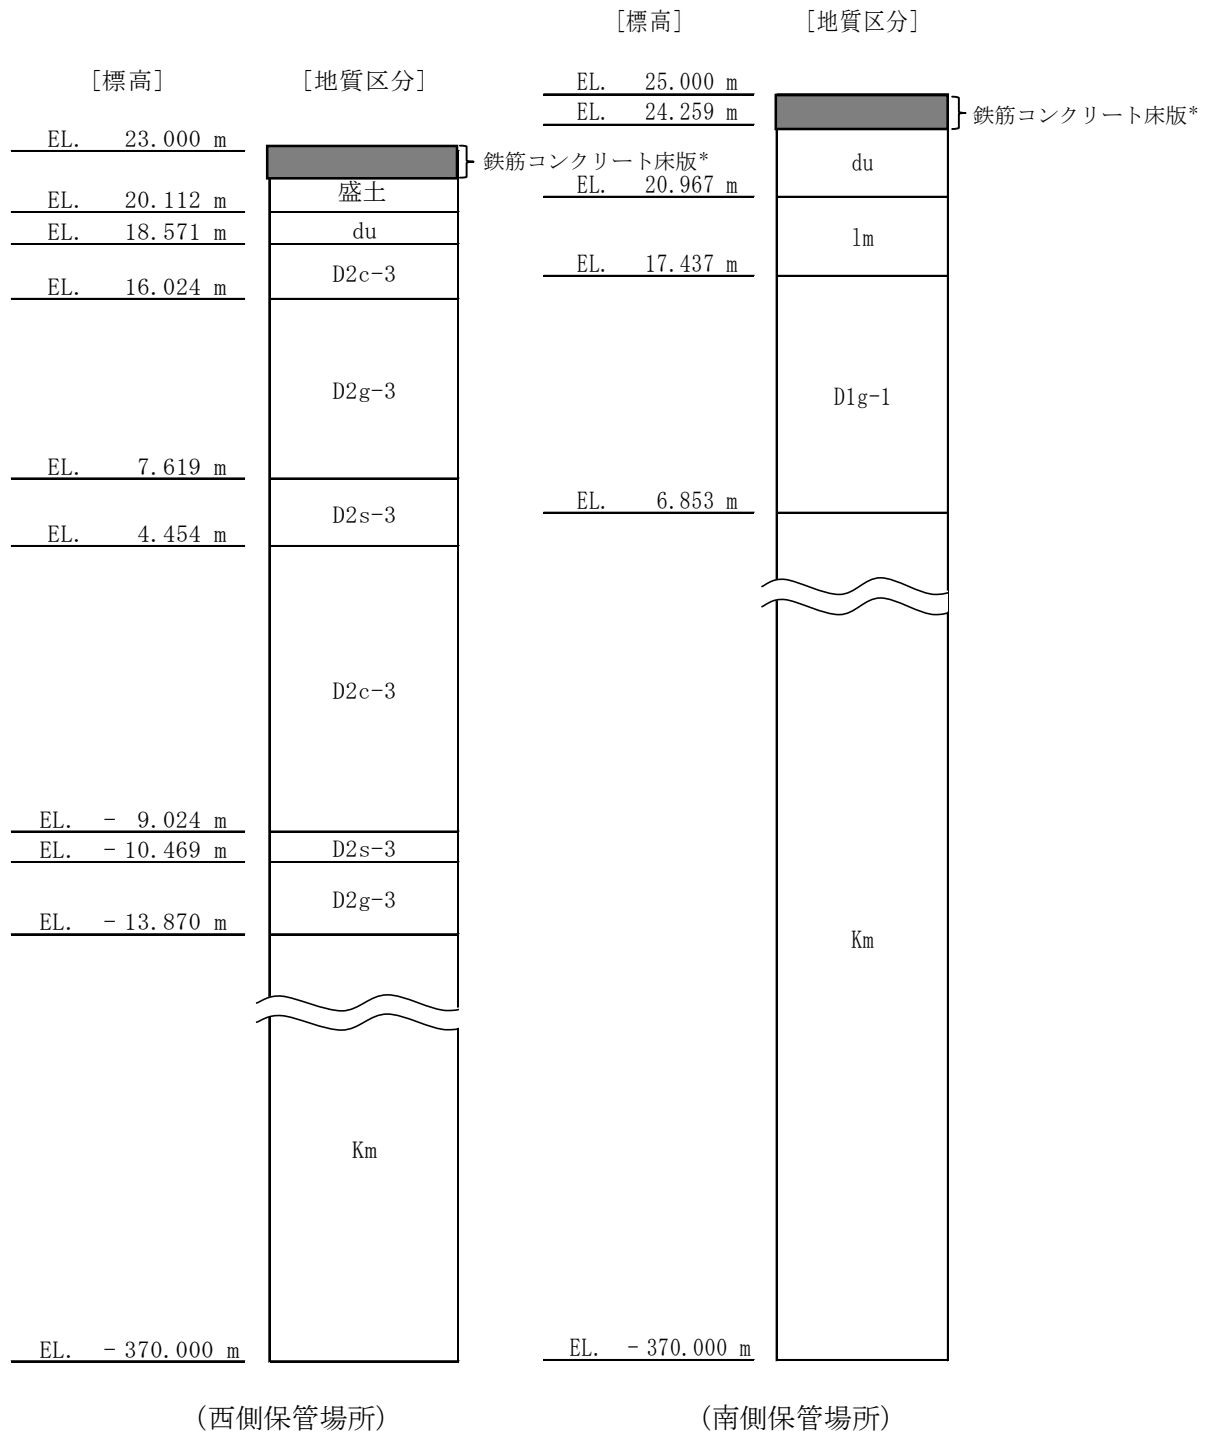 [標高] [地質区分]
EL. 23.000 m
鉄筋コンクリート床版*
盛土
EL. 20.112 m
du
EL. 18.571 m
D2c-3
EL. 16.024 m
D2g-3
EL. 7.619 m
D2s-3
EL. 4.454 m
D2c-3
EL. - 9.024 m
D2s-3
EL. - 10.469 m
D2g-3
EL. - 13.870 m
Km
EL. - 370.000 m
(西側保管場所)
[標高] [地質区分]
EL. 25.000 m
鉄筋コンクリート床版*
EL. 24.259 m
du
EL. 20.967 m
lm
EL. 17.437 m
D1g-1
EL. 6.853 m
Km
EL. - 370.000 m
(南側保管場所)